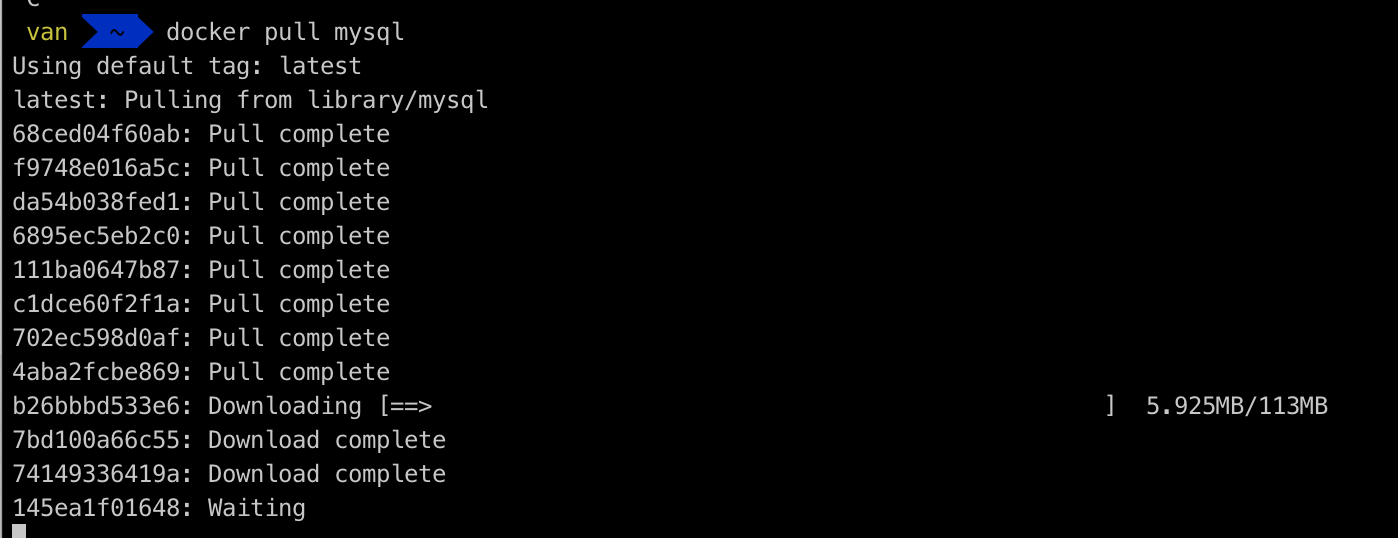 van ~ docker pull mysql
Using default tag: latest
latest: Pulling from library/mysql
68ced04f60ab: Pull complete
f9748e016a5c: Pull complete
da54b038fed1: Pull complete
6895ec5eb2c0: Pull complete
111ba0647b87: Pull complete
c1dce60f2f1a: Pull complete
702ec598d0af: Pull complete
4aba2fcbe869: Pull complete
b26bbbd533e6: Downloading [==> ] 5.925MB/113MB
7bd100a66c55: Download complete
74149336419a: Download complete
145ea1f01648: Waiting